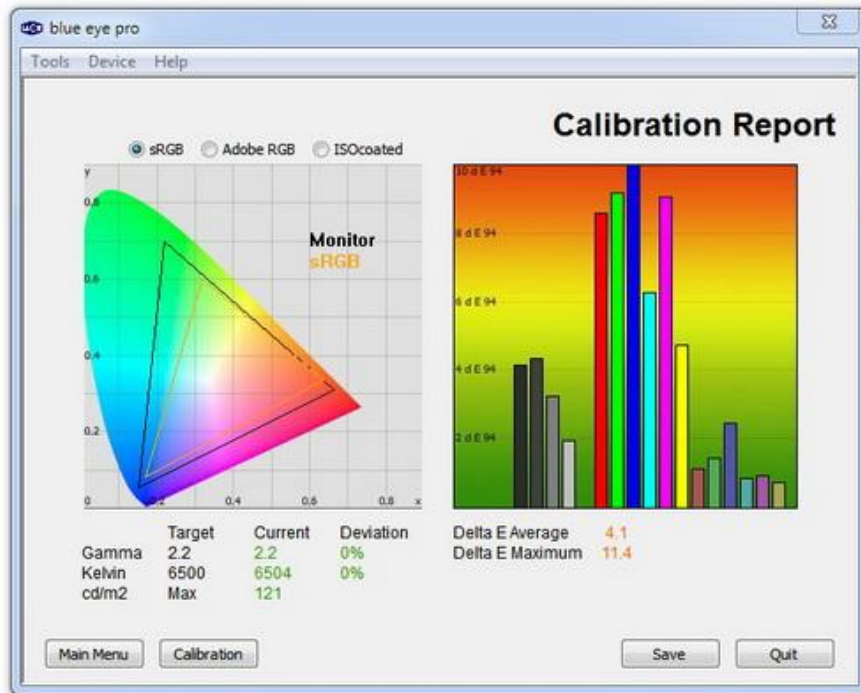 blue eye pro
Tools Device Help
Calibration Report
sRGB Adobe RGB ISOcoated
y
0.8
0.6
0.4
0.2
0 0.2 0.4 0.6 0.8 x
Monitor
sRGB
10 d E 94
8 d E 94
6 d E 94
4 d E 94
2 d E 94
Target Current Deviation
Gamma 2.2 2.2 0%
Kelvin 6500 6504 0%
cd/m2 Max 121
Delta E Average 4.1
Delta E Maximum 11.4
Main Menu Calibration Save Quit